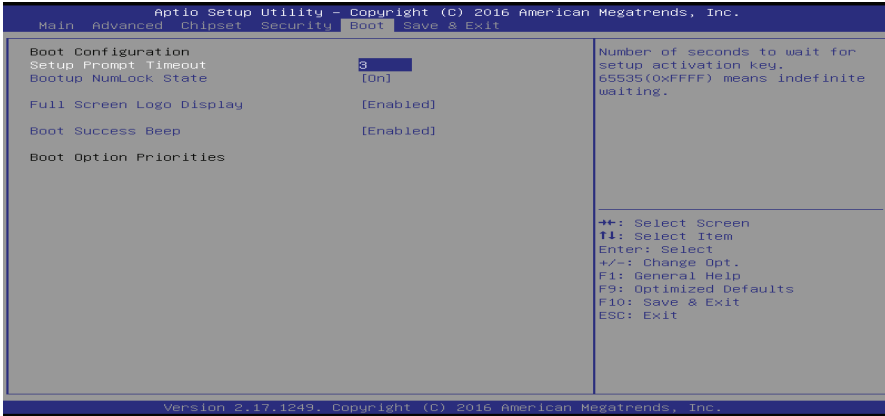 Aptio Setup Utility – Copyright (C) 2016 American Megatrends, Inc.
Main Advanced Chipset Security Boot Save & Exit
Boot Configuration
Setup Prompt Timeout 3
Bootup NumLock State [On]
Full Screen Logo Display [Enabled]
Boot Success Beep [Enabled]
Boot Option Priorities
Number of seconds to wait for
setup activation key.
65535(0xFFFF) means indefinite
waiting.
→←: Select Screen
↑↓: Select Item
Enter: Select
+/-: Change Opt.
F1: General Help
F9: Optimized Defaults
F10: Save & Exit
ESC: Exit
Version 2.17.1249. Copyright (C) 2016 American Megatrends, Inc.